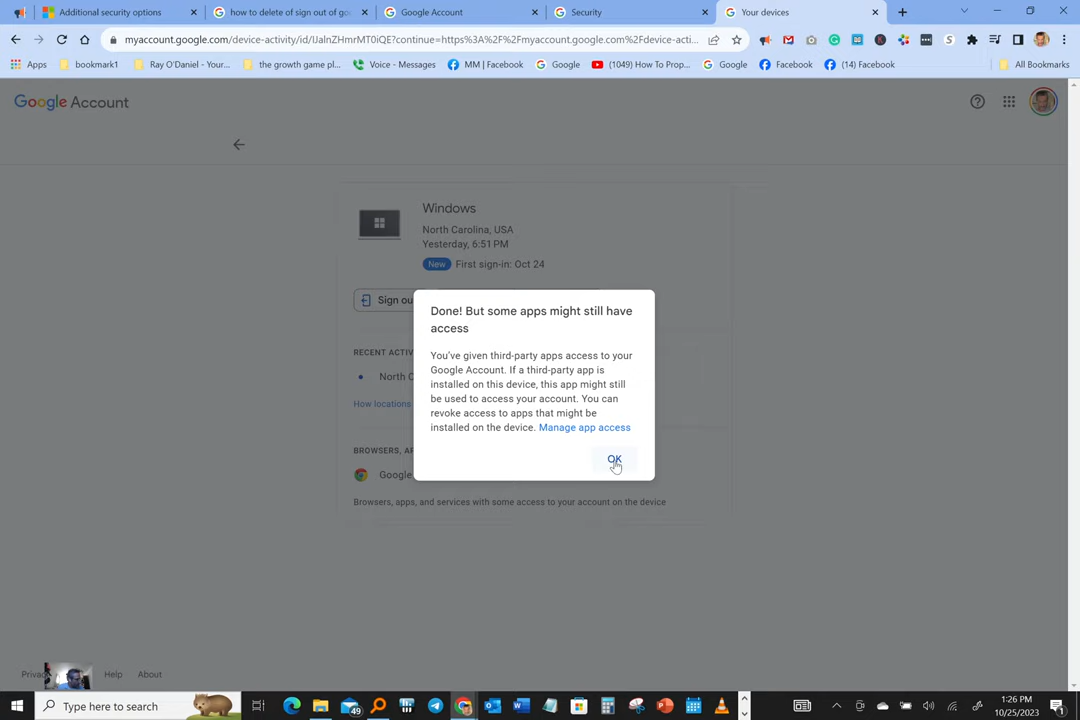 Additional security options
how to delete of sign out of goo
Google Account
Security
Your devices
myaccount.google.com/device-activity/id/IJalnZHmrMT0iQE?continue=https%3A%2F%2Fmyaccount.google.com%2Fdevice-acti...
Apps
bookmark1
Ray O'Daniel - Your...
the growth game pl...
Voice - Messages
MM | Facebook
Google
(1049) How To Prop...
Google
Facebook
(14) Facebook
All Bookmarks
Google Account
Windows
North Carolina, USA
Yesterday, 6:51 PM
New First sign-in: Oct 24
Sign ou
Done! But some apps might still have
access
You've given third-party apps access to your
Google Account. If a third-party app is
installed on this device, this app might still
be used to access your account. You can
revoke access to apps that might be
installed on the device. Manage app access
OK
RECENT ACTIV
North C
How locations
BROWSERS, AP
Google
Browsers, apps, and services with some access to your account on the device
Privac
Help
About
Type here to search
49
1:26 PM
10/25/2023
1